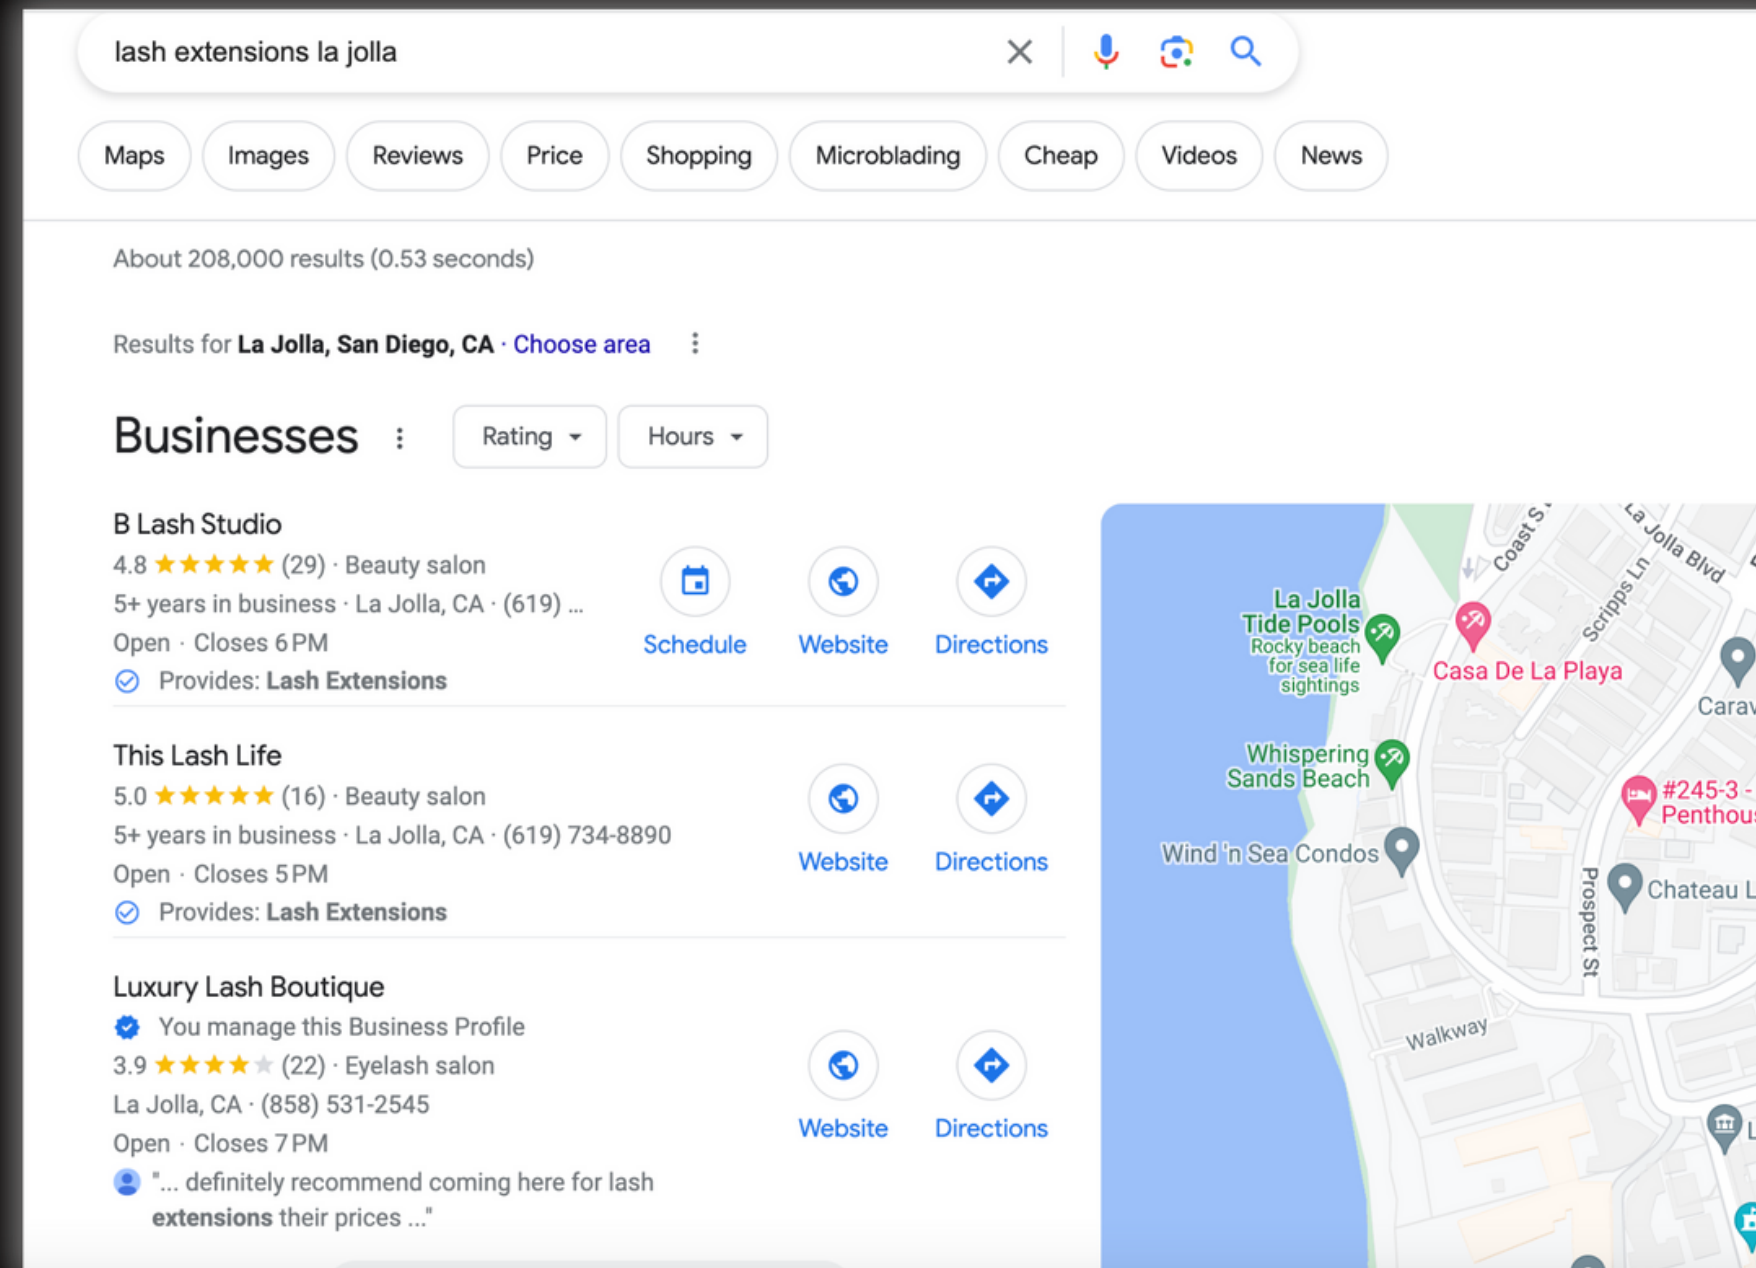 lash extensions la jolla
Maps
Images
Reviews
Price
Shopping
Microblading
Cheap
Videos
News
About 208,000 results (0.53 seconds)
Results for La Jolla, San Diego, CA · Choose area
Businesses
Rating
Hours
B Lash Studio
4.8 (29) · Beauty salon
5+ years in business · La Jolla, CA · (619) ...
Open · Closes 6 PM
Provides: Lash Extensions
Schedule
Website
Directions
This Lash Life
5.0 (16) · Beauty salon
5+ years in business · La Jolla, CA · (619) 734-8890
Open · Closes 5 PM
Provides: Lash Extensions
Website
Directions
Luxury Lash Boutique
You manage this Business Profile
3.9 (22) · Eyelash salon
La Jolla, CA · (858) 531-2545
Open · Closes 7 PM
"... definitely recommend coming here for lash
extensions their prices ..."
Website
Directions
Coast S
La Jolla Blvd
Scripps Ln
La Jolla
Tide Pools
Rocky beach
for sea life
sightings
Casa De La Playa
Carav
Whispering
Sands Beach
#245-3 -
Penthous
Wind 'n Sea Condos
Prospect St
Chateau L
Walkway
L